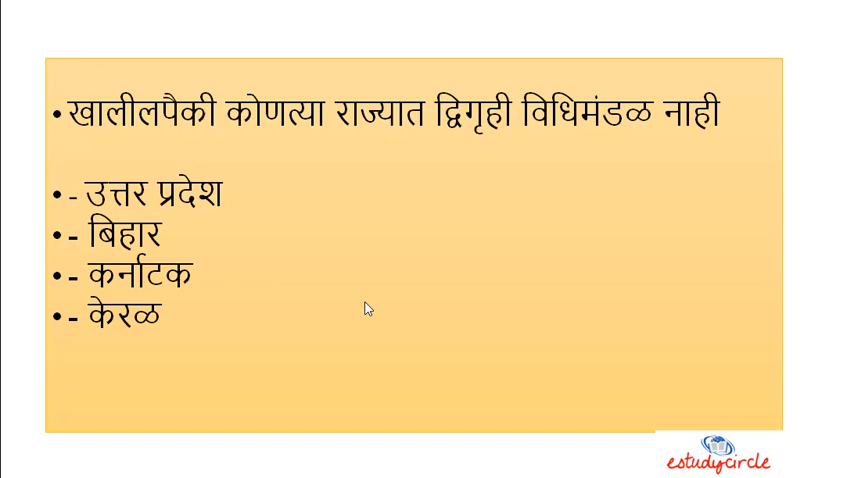 • खालीलपैकी कोणत्या राज्यात द्विगृही विधिमंडळ नाही
• - उत्तर प्रदेश
• - बिहार
• - कर्नाटक
• - केरळ
estudycircle